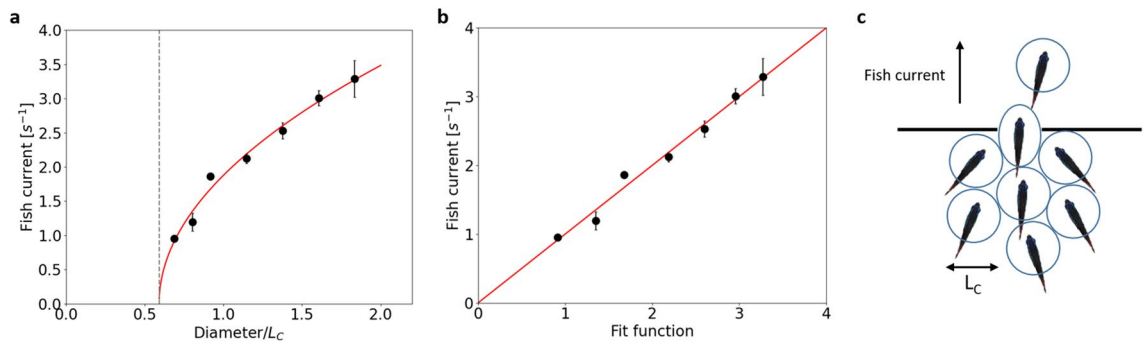 a
4.0
3.5
3.0
2.5
2.0
1.5
1.0
0.5
0.0
Fish current [s⁻¹]
0.0 0.5 1.0 1.5 2.0
Diameter/L_C
b
4
3
2
1
0
Fish current [s⁻¹]
0 1 2 3 4
Fit function
c
Fish current
L_C